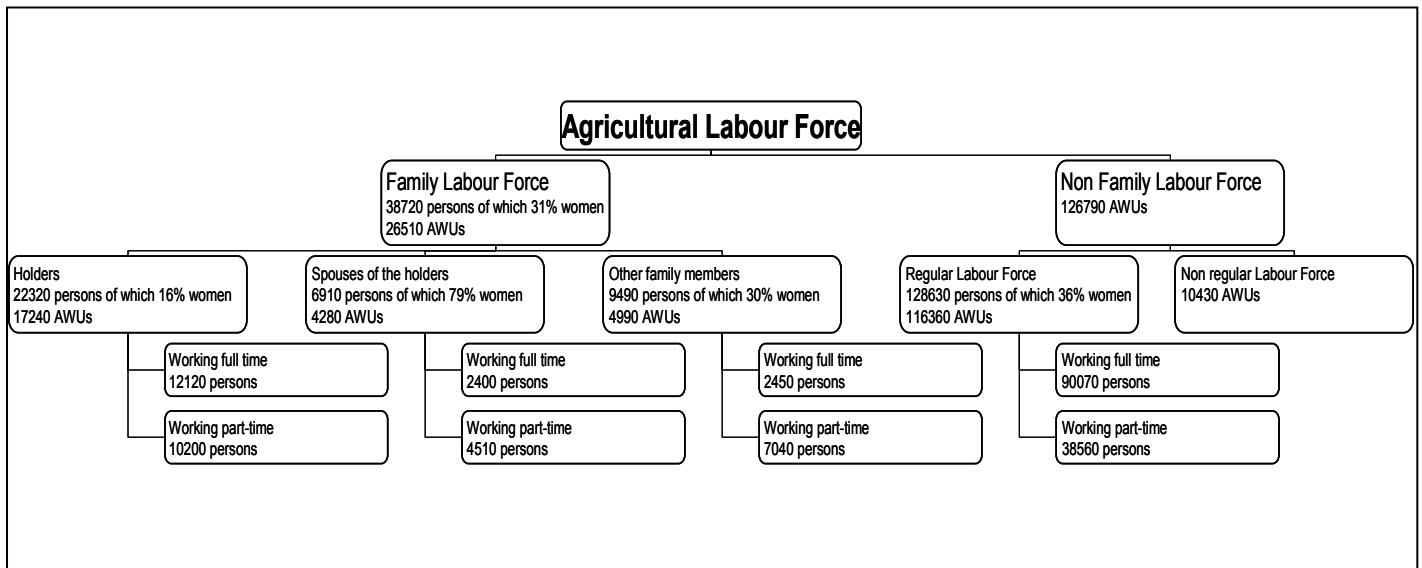 Agricultural Labour Force
Family Labour Force
38720 persons of which 31% women
26510 AWUs
Non Family Labour Force
126790 AWUs
Holders
22320 persons of which 16% women
17240 AWUs
Spouses of the holders
6910 persons of which 79% women
4280 AWUs
Other family members
9490 persons of which 30% women
4990 AWUs
Regular Labour Force
128630 persons of which 36% women
116360 AWUs
Non regular Labour Force
10430 AWUs
Working full time
12120 persons
Working full time
2400 persons
Working full time
2450 persons
Working full time
90070 persons
Working part-time
10200 persons
Working part-time
4510 persons
Working part-time
7040 persons
Working part-time
38560 persons